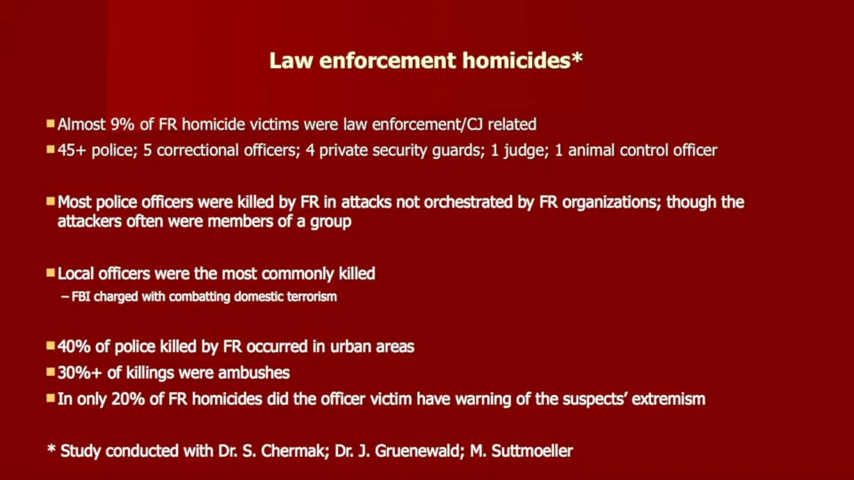 Law enforcement homicides*
Almost 9% of FR homicide victims were law enforcement/CJ related
45+ police; 5 correctional officers; 4 private security guards; 1 judge; 1 animal control officer
Most police officers were killed by FR in attacks not orchestrated by FR organizations; though the
attackers often were members of a group
Local officers were the most commonly killed
– FBI charged with combatting domestic terrorism
40% of police killed by FR occurred in urban areas
30%+ of killings were ambushes
In only 20% of FR homicides did the officer victim have warning of the suspects’ extremism
* Study conducted with Dr. S. Chermak; Dr. J. Gruenewald; M. Suttmoeller